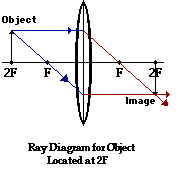 Object
2F F F 2F
Image
Ray Diagram for Object
Located at 2F